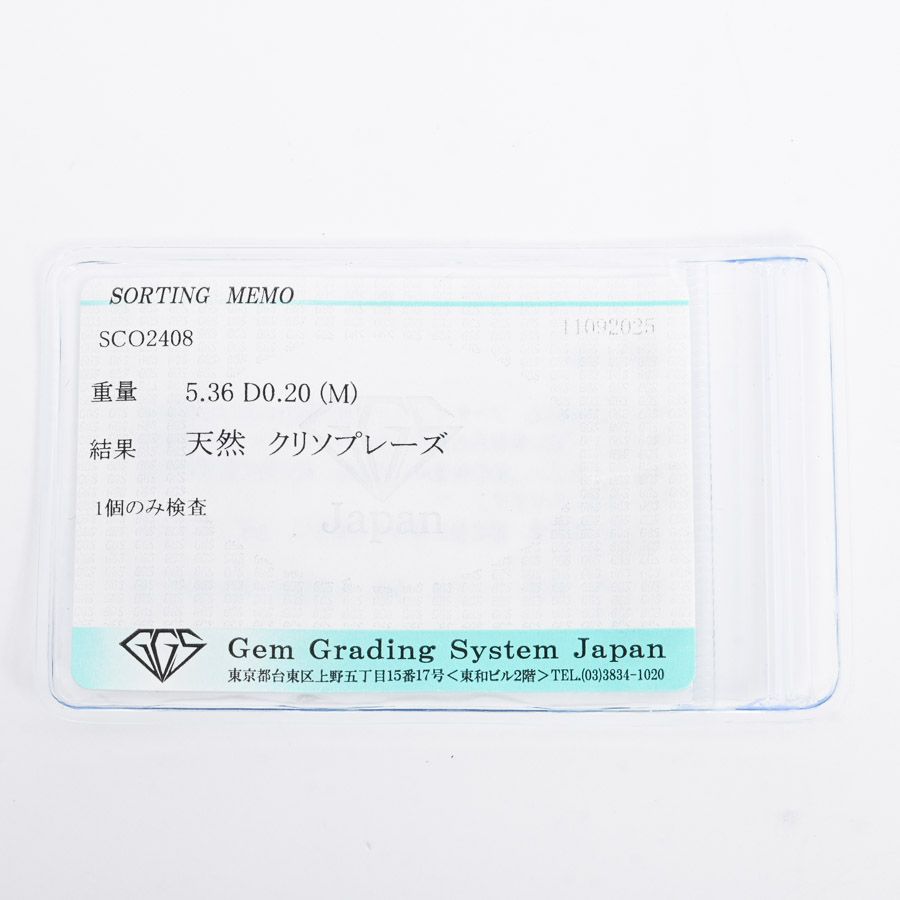 SORTING MEMO
SCO2408
11092025
重量 5.36 D0.20 (M)
結果 天然 クリソプレーズ
1個のみ検査
Japan
GGS
Gem Grading System Japan
東京都台東区上野五丁目15番17号<東和ビル2階>TEL.(03)3834-1020